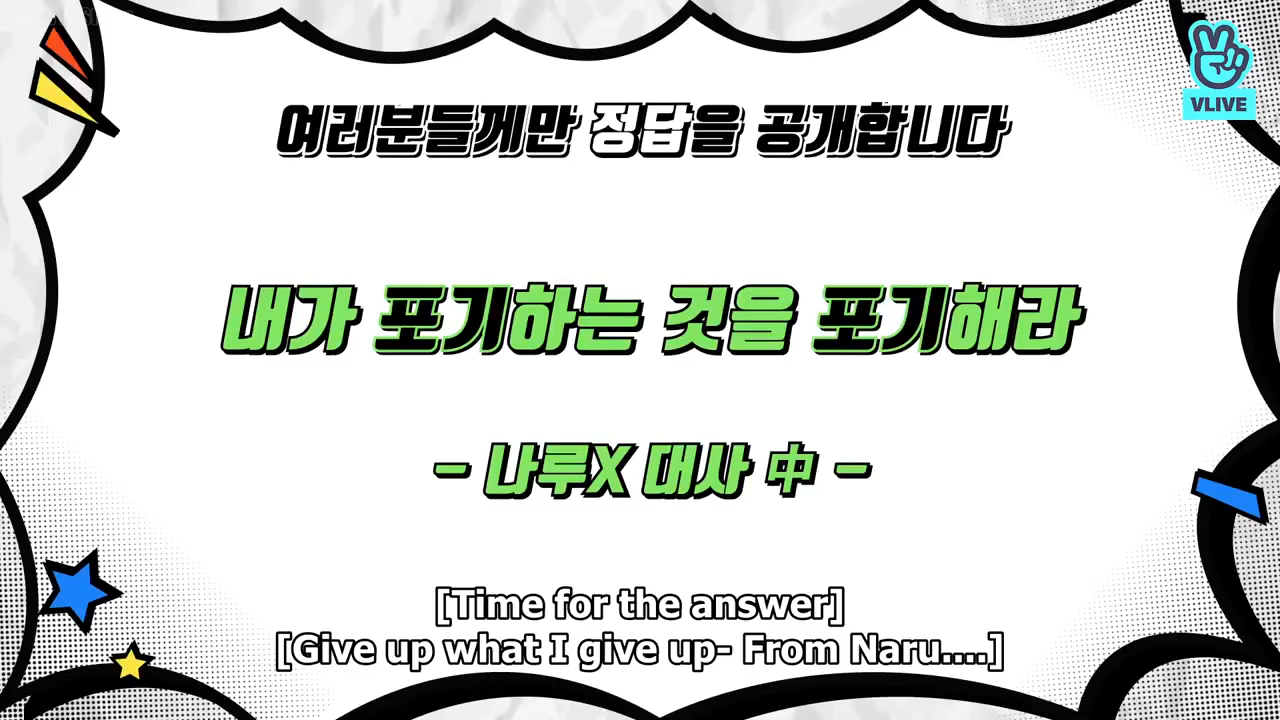 VLIVE
여러분들게만 정답을 공개합니다
내가 포기하는 것을 포기해라
- 나루X 대사 中 -
[Time for the answer]
[Give up what I give up- From Naru....]